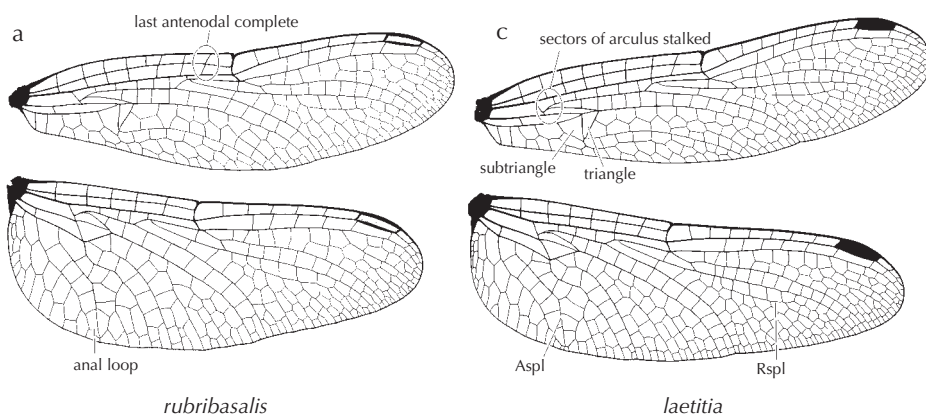 a
last antenodal complete
anal loop
rubribasalis
c
sectors of arculus stalked
subtriangle
triangle
Aspl
Rspl
laetitia